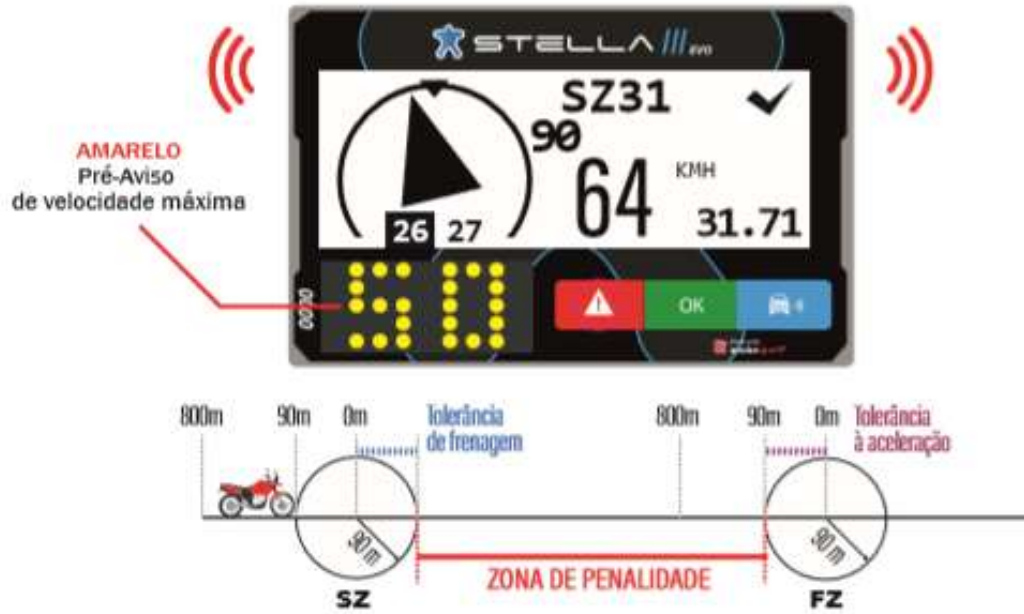 STELLA III evo
SZ31
90
64
KMH
31.71
26 27
50
OK
AMARELO
Pré-Aviso
de velocidade máxima
800m 90m 0m Tolerância
de frenagem
800m 90m 0m Tolerância
à aceleração
90 m
90 m
ZONA DE PENALIDADE
SZ
FZ